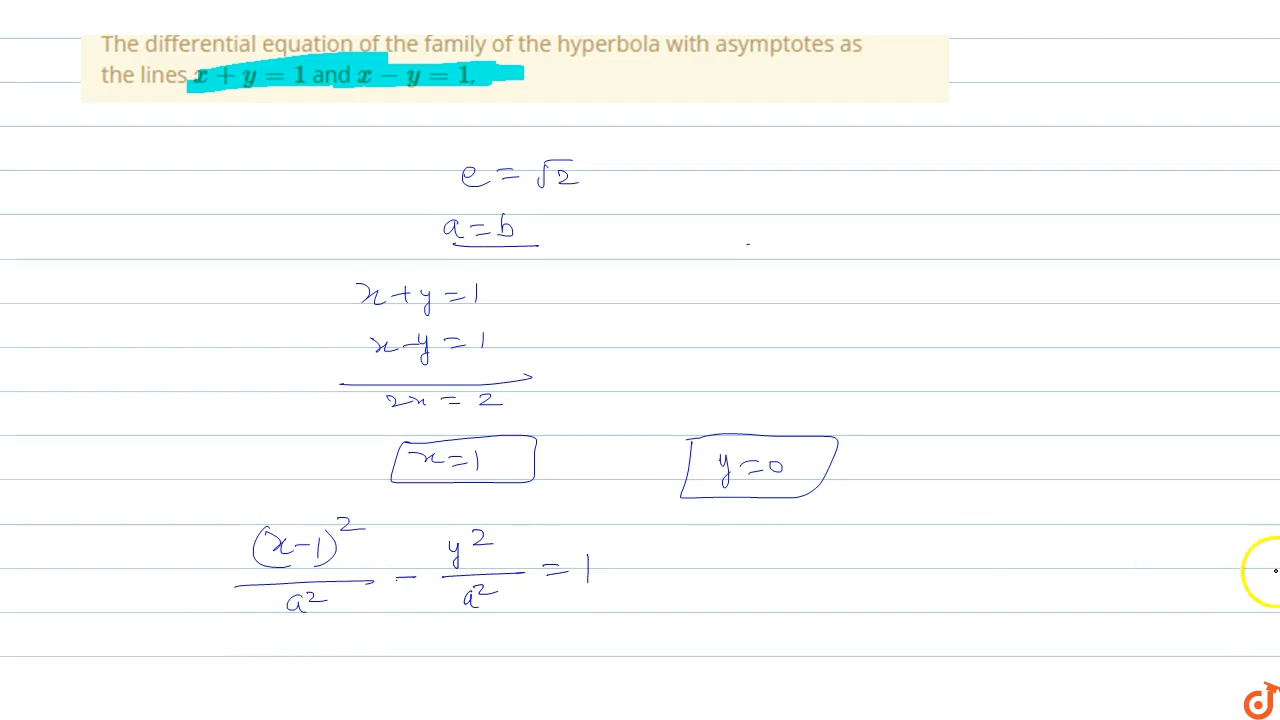 The differential equation of the family of the hyperbola with asymptotes as
the lines x + y = 1 and x − y = 1,
e = √2
a = b
x + y = 1
x - y = 1
2x = 2
x = 1 y = 0
(x-1)²/a² - y²/a² = 1